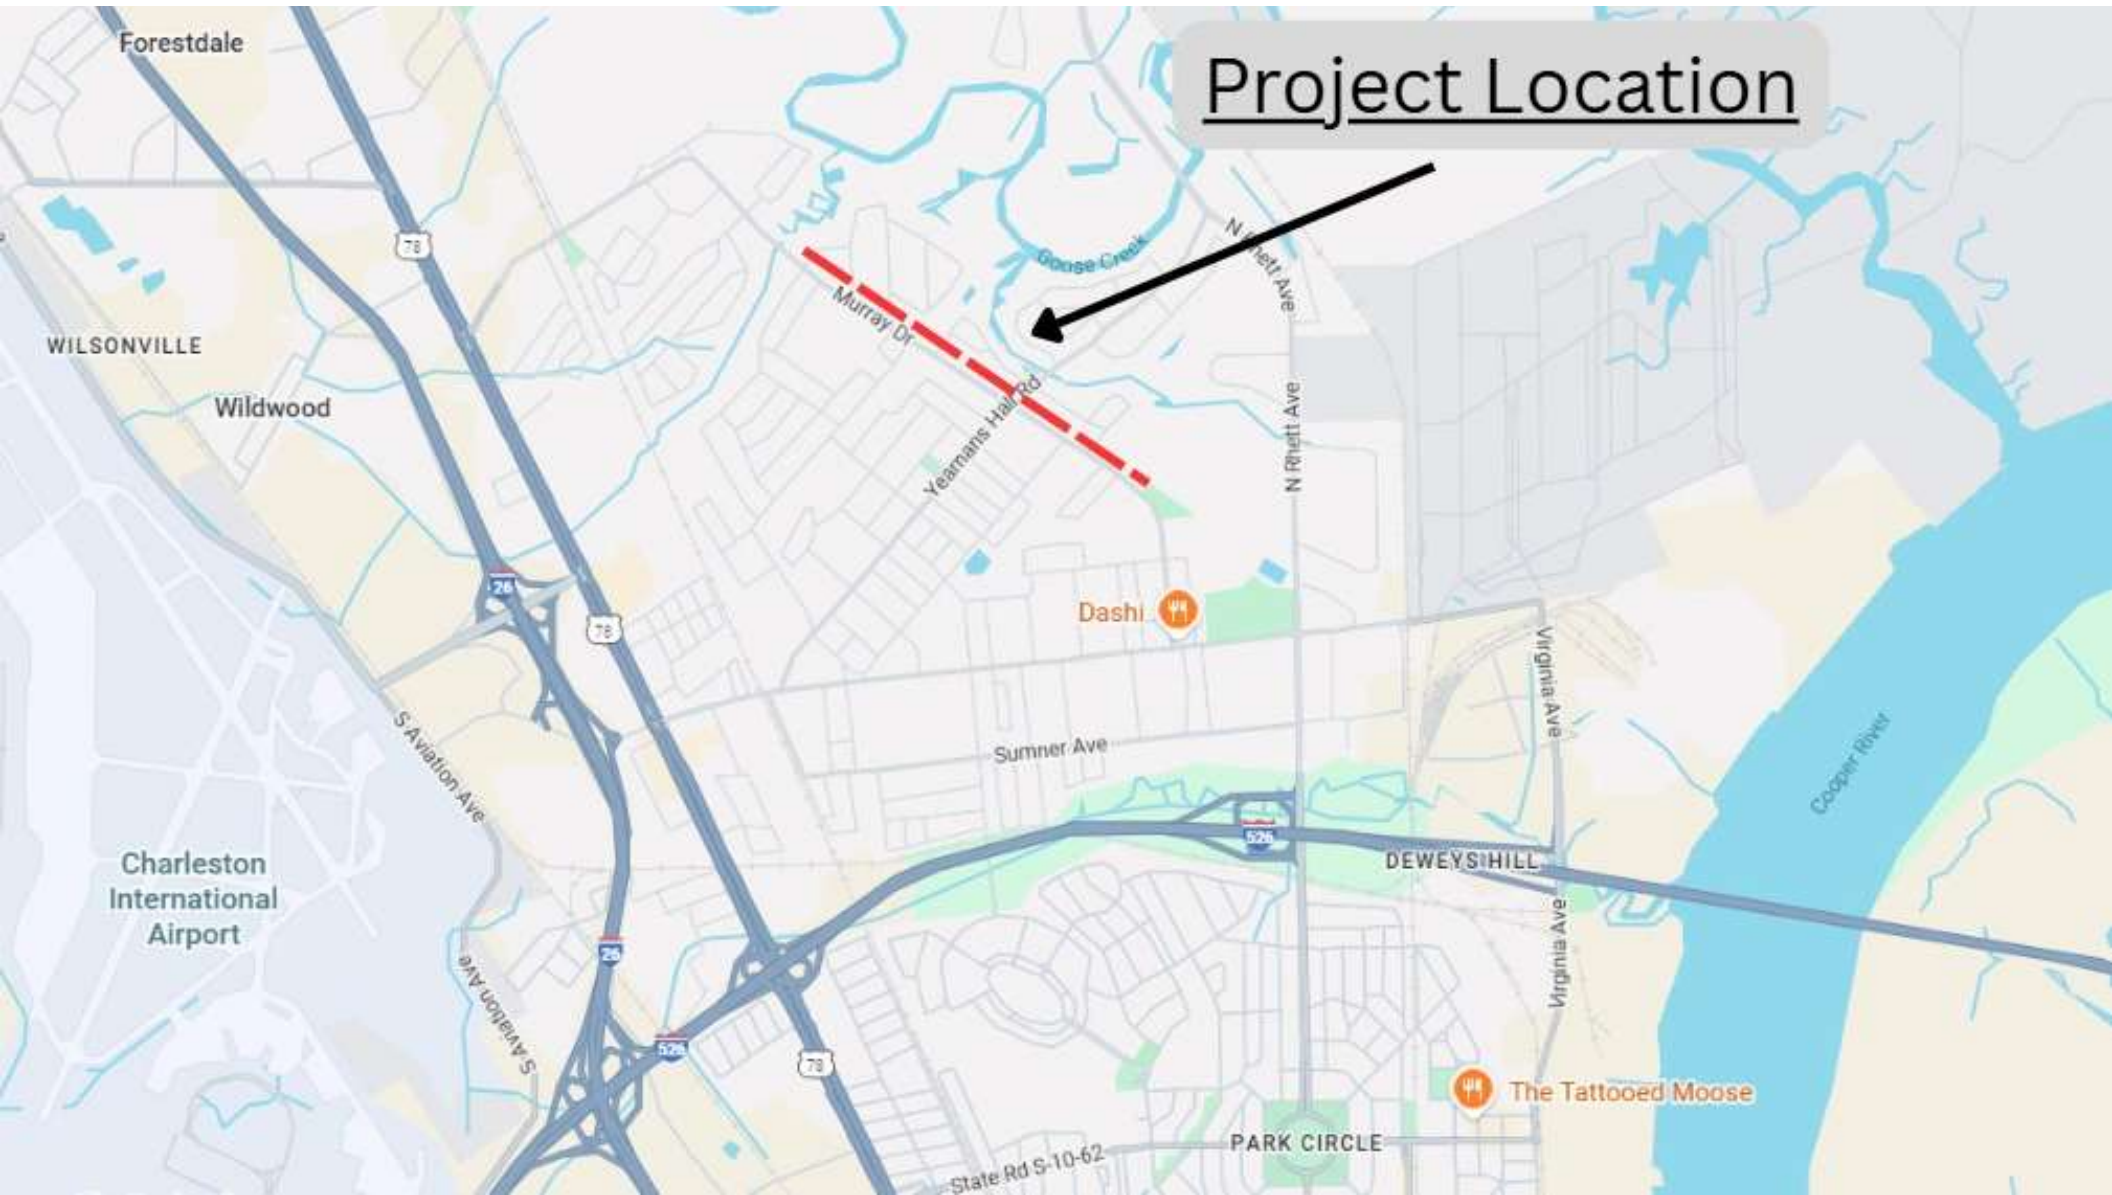 Forestdale
Project Location
78
N Rhett Ave
Goose Creek
Murray Dr
WILSONVILLE
Wildwood
Yeamans Hall Rd
N Rhett Ave
26
78
Dashi
Virginia Ave
S Aviation Ave
Sumner Ave
Cooper River
526
DEWEYS HILL
Charleston
International
Airport
26
Virginia Ave
S Aviation Ave
526
78
The Tattooed Moose
PARK CIRCLE
State Rd S-10-62